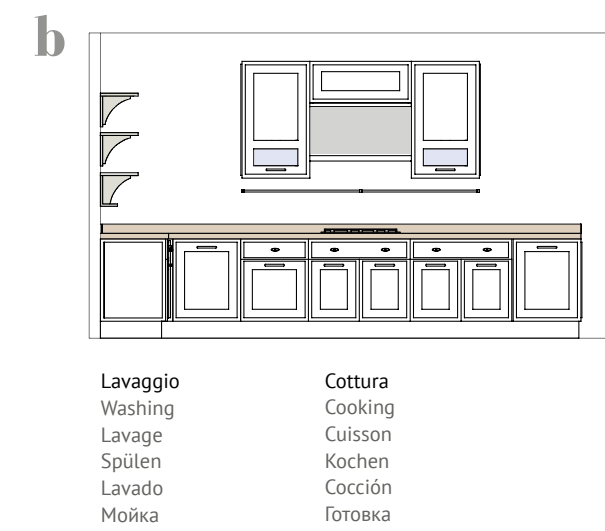 b
Lavaggio
Washing
Lavage
Spülen
Lavado
Мойка
Cottura
Cooking
Cuisson
Kochen
Cocción
Готовка